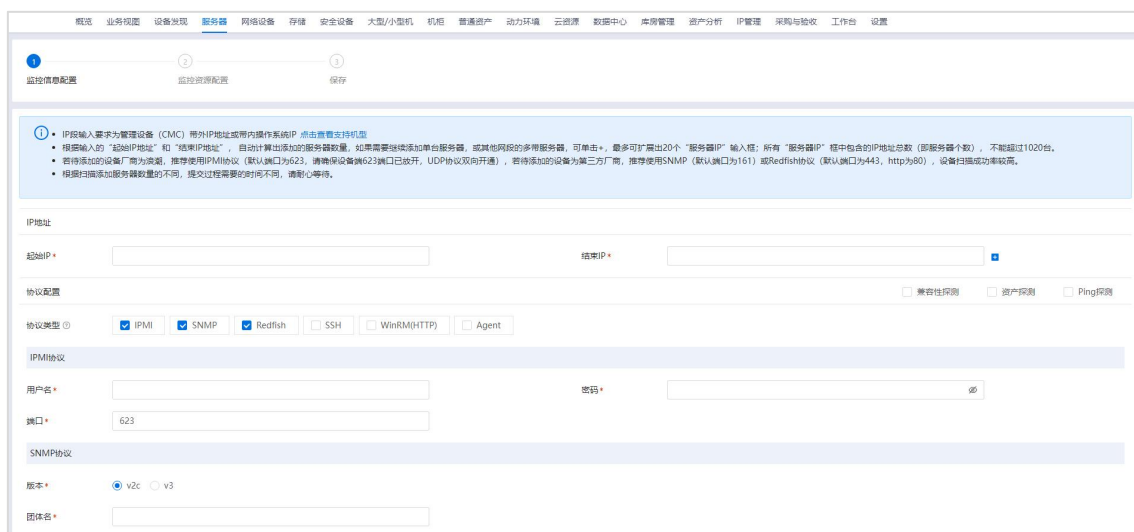 概览 业务视图 设备发现 服务器 网络设备 存储 安全设备 大型/小型机 机柜 普通资产 动力环境 云资源 数据中心 库房管理 资产分析 IP管理 采购与验收 工作台 设置
1 2 3
监控信息配置 监控资源配置 保存
IP段输入要求为管理设备（CMC）带外IP地址或带内操作系统IP 点击查看支持机型
根据输入的“起始IP地址”和“结束IP地址”，自动计算出添加的服务器数量，如果需要继续添加单台服务器，或其他网段的多带服务器，可单击+，最多可扩展出20个“服务器IP”输入框；所有“服务器IP”框中包含的IP地址总数（即服务器个数），不能超过1020台。
若待添加的设备厂商为浪潮，推荐使用IPMI协议（默认端口为623，请确保设备端623端口已放开，UDP协议双向开通），若待添加的设备为第三方厂商，推荐使用SNMP（默认端口为161）或Redfish协议（默认端口为443，http为80），设备扫描成功率较高。
根据扫描添加服务器数量的不同，提交过程需要的时间不同，请耐心等待。
IP地址
起始IP* 结束IP*
协议配置 兼容性探测 资产探测 Ping探测
协议类型 IPMI SNMP Redfish SSH WinRM(HTTP) Agent
IPMI协议
用户名* 密码*
端口* 623
SNMP协议
版本* v2c v3
团体名*